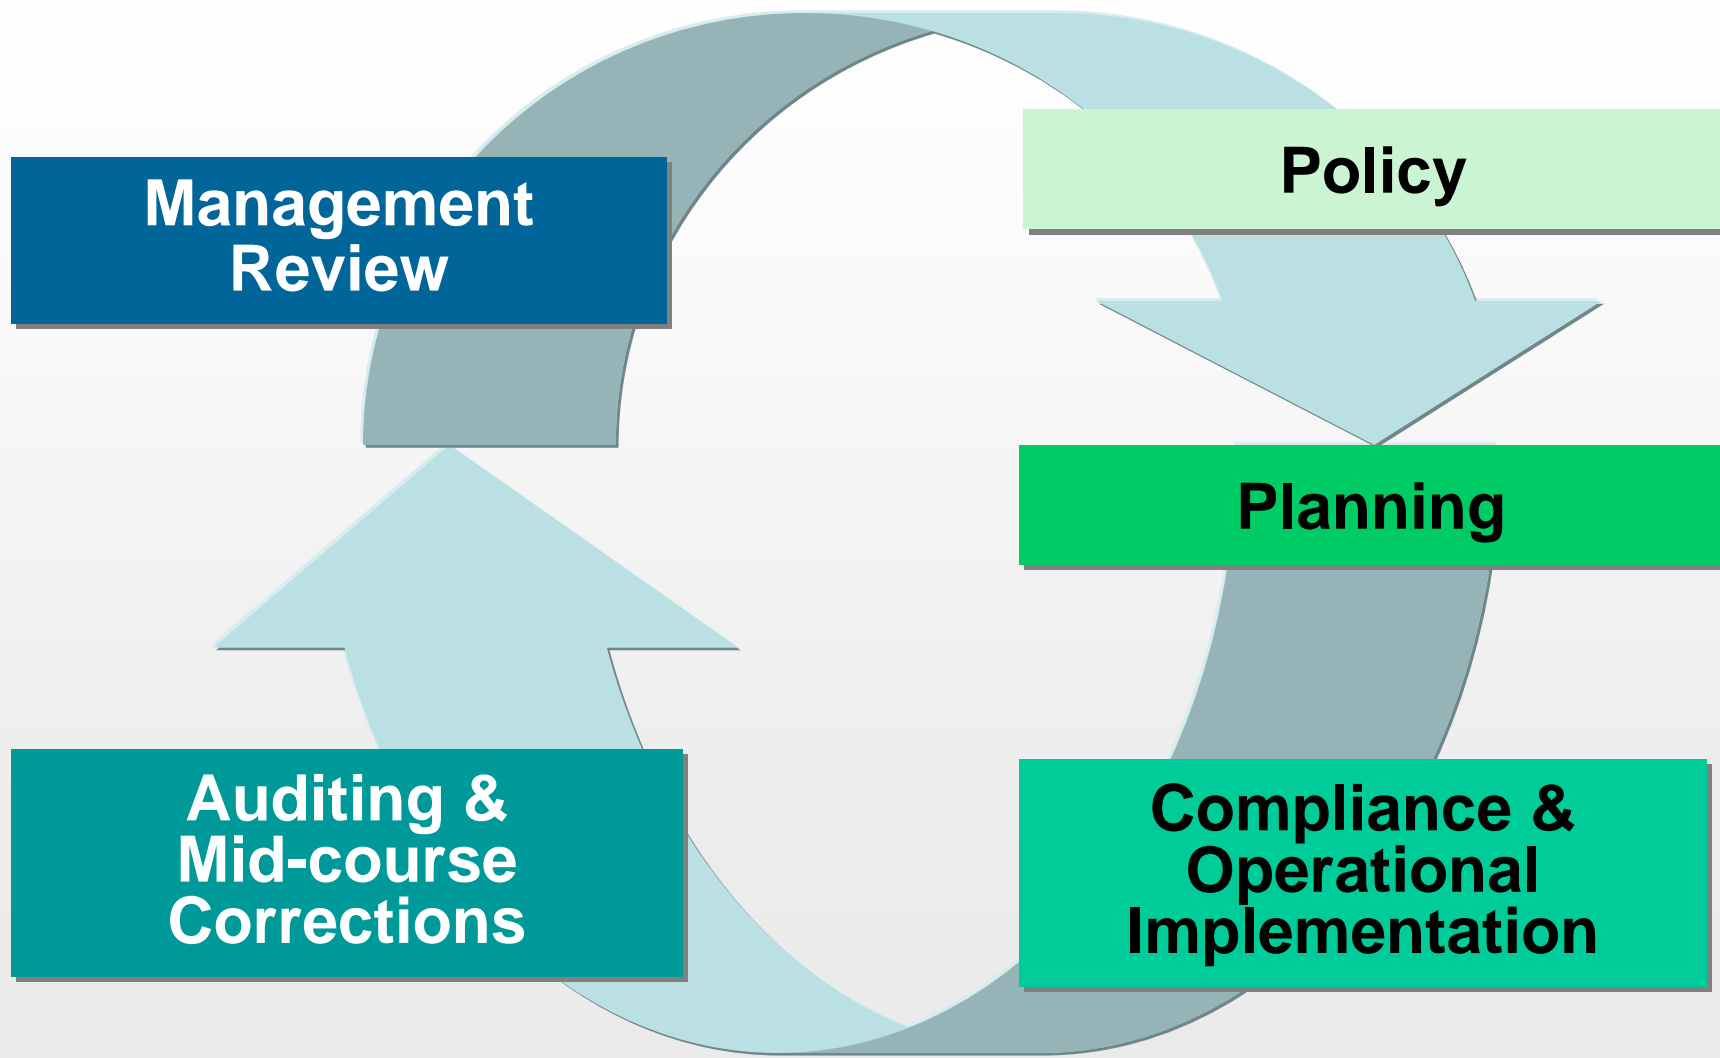 Policy
Management
Review
Planning
Auditing &
Mid-course
Corrections
Compliance &
Operational
Implementation